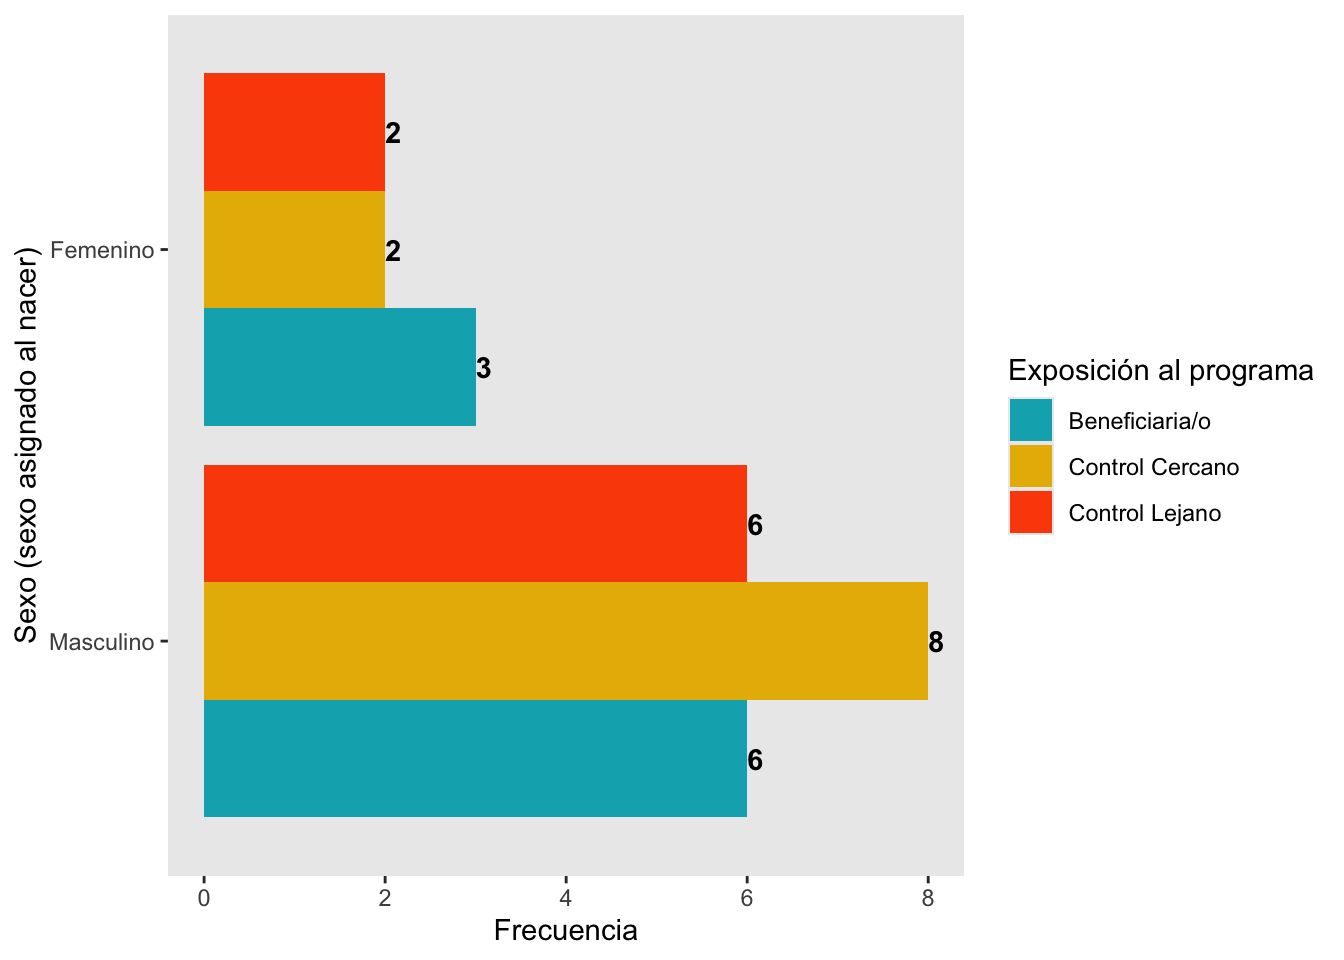 Sexo (sexo asignado al nacer)
Femenino
Masculino
2
2
3
6
8
6
0 2 4 6 8
Frecuencia
Exposición al programa
Beneficiaria/o
Control Cercano
Control Lejano